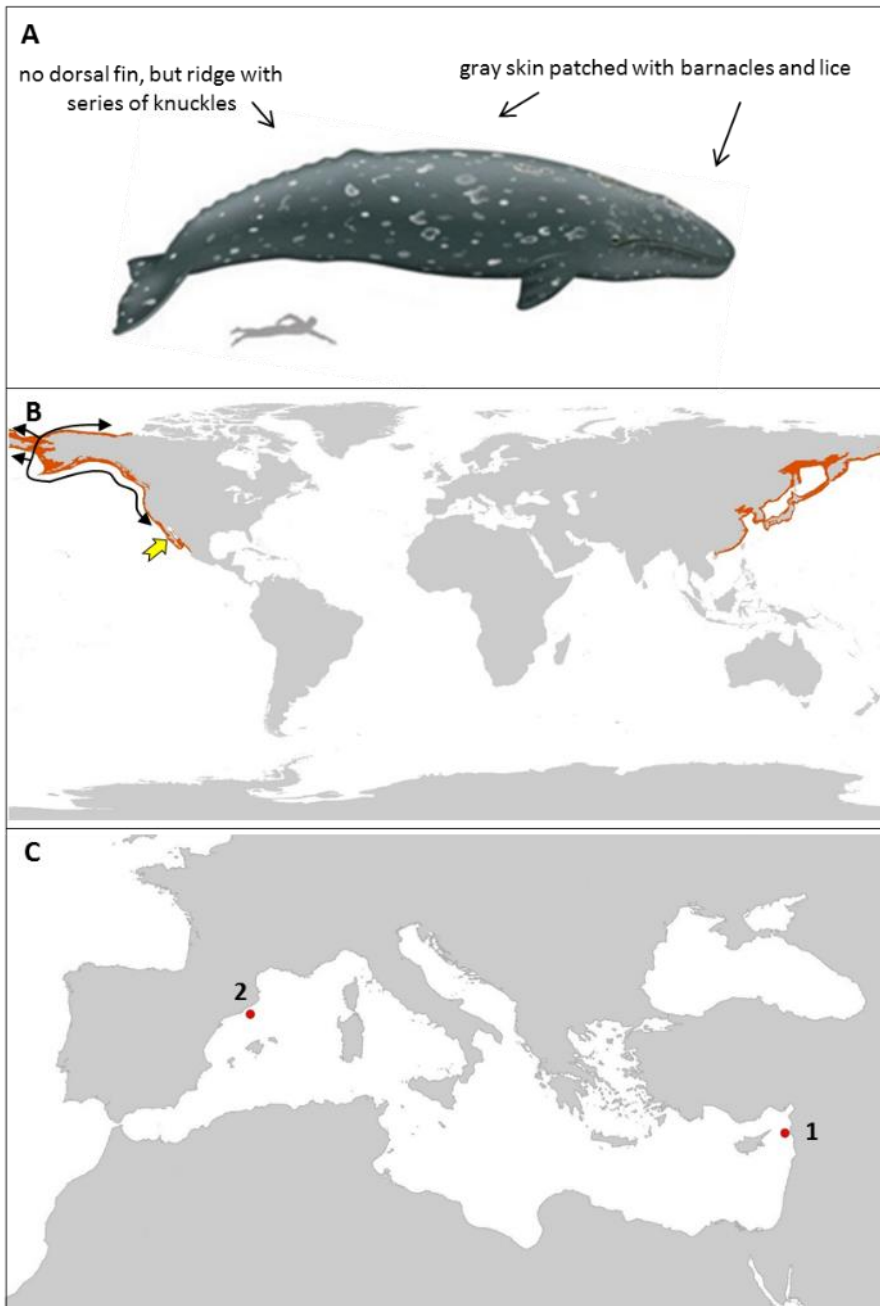 A
no dorsal fin, but ridge with
series of knuckles
gray skin patched with barnacles and lice
B
C
2
1